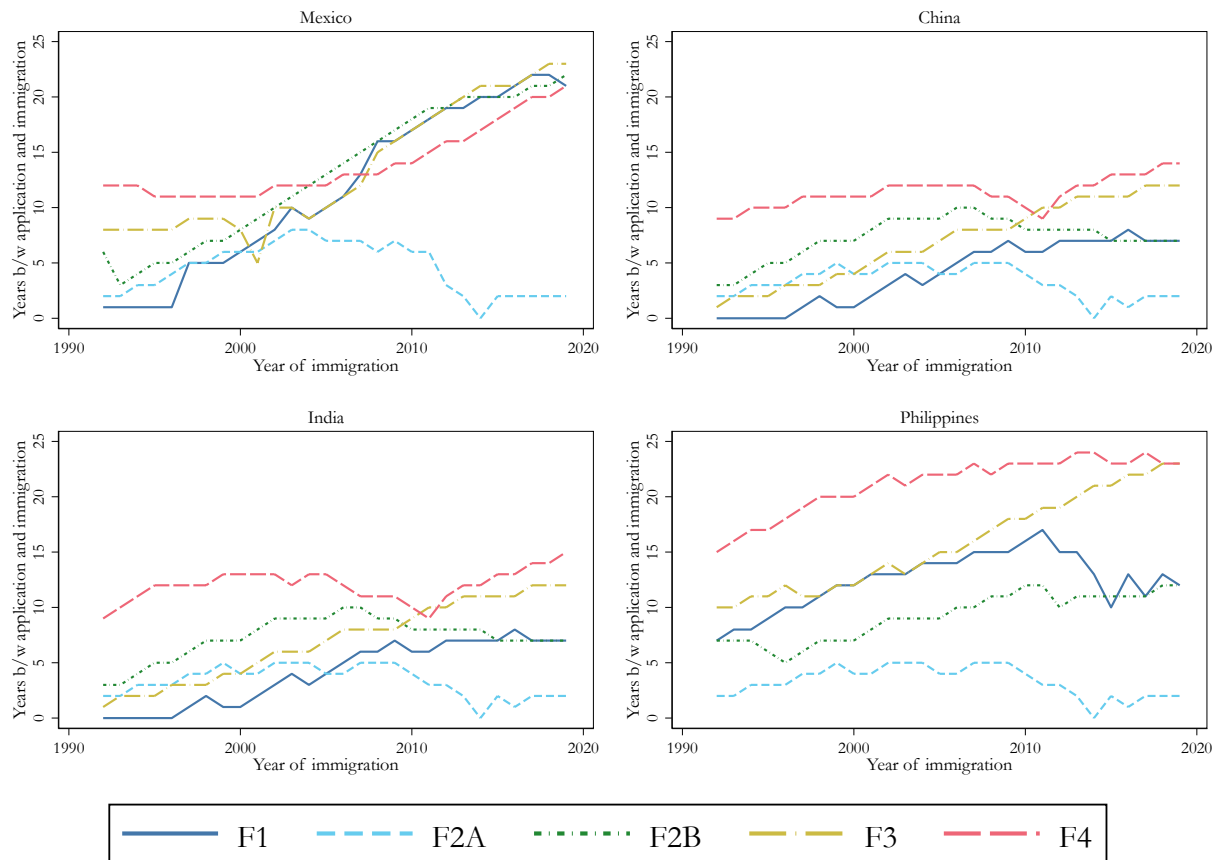 Mexico
Years b/w application and immigration
25
20
15
10
5
0
1990
2000
2010
2020
Year of immigration
China
Years b/w application and immigration
25
20
15
10
5
0
1990
2000
2010
2020
Year of immigration
India
Years b/w application and immigration
25
20
15
10
5
0
1990
2000
2010
2020
Year of immigration
Philippines
Years b/w application and immigration
25
20
15
10
5
0
1990
2000
2010
2020
Year of immigration
F1
F2A
F2B
F3
F4